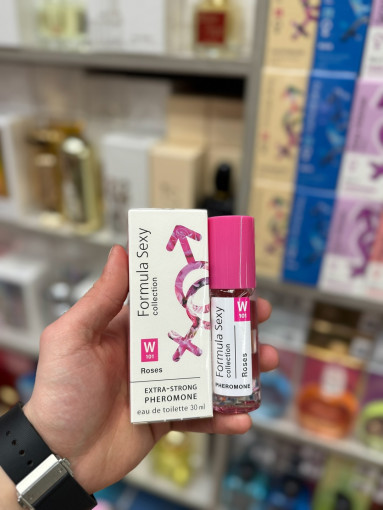 Formula Sexy
collection
W
101
Roses
EXTRA-STRONG
PHEROMONE
eau de toilette 30 ml
Formula Sexy
collection
W
101
Roses
PHEROMONE